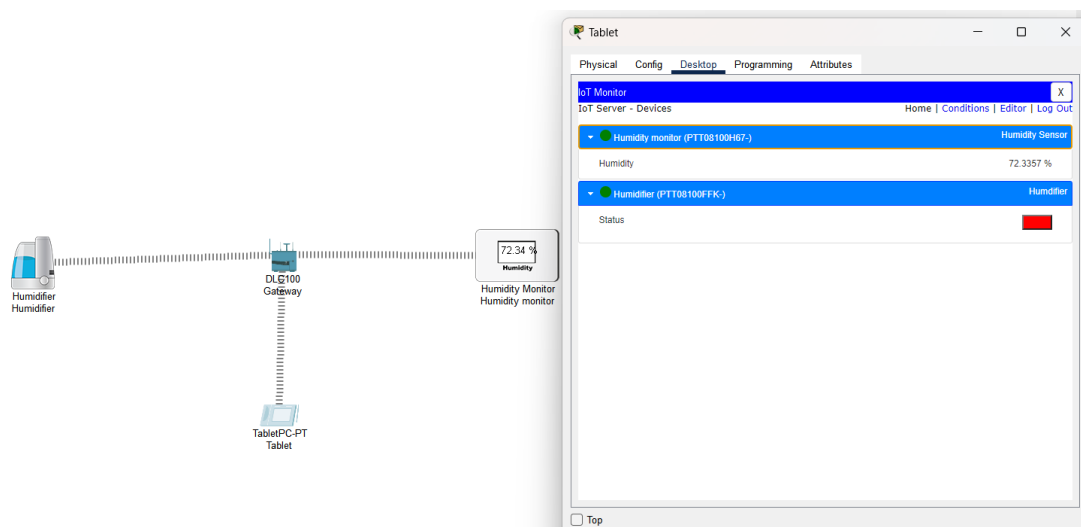 72.34 %
Humidity
Humidifier
Humidifier
DLC100
Gateway
Humidity Monitor
Humidity monitor
TabletPC-PT
Tablet
Tablet
Physical Config Desktop Programming Attributes
IoT Monitor X
IoT Server - Devices Home | Conditions | Editor | Log Out
Humidity monitor (PTT08100H67-) Humidity Sensor
Humidity 72.3357 %
Humidifier (PTT08100FFK-) Humdifier
Status
Top